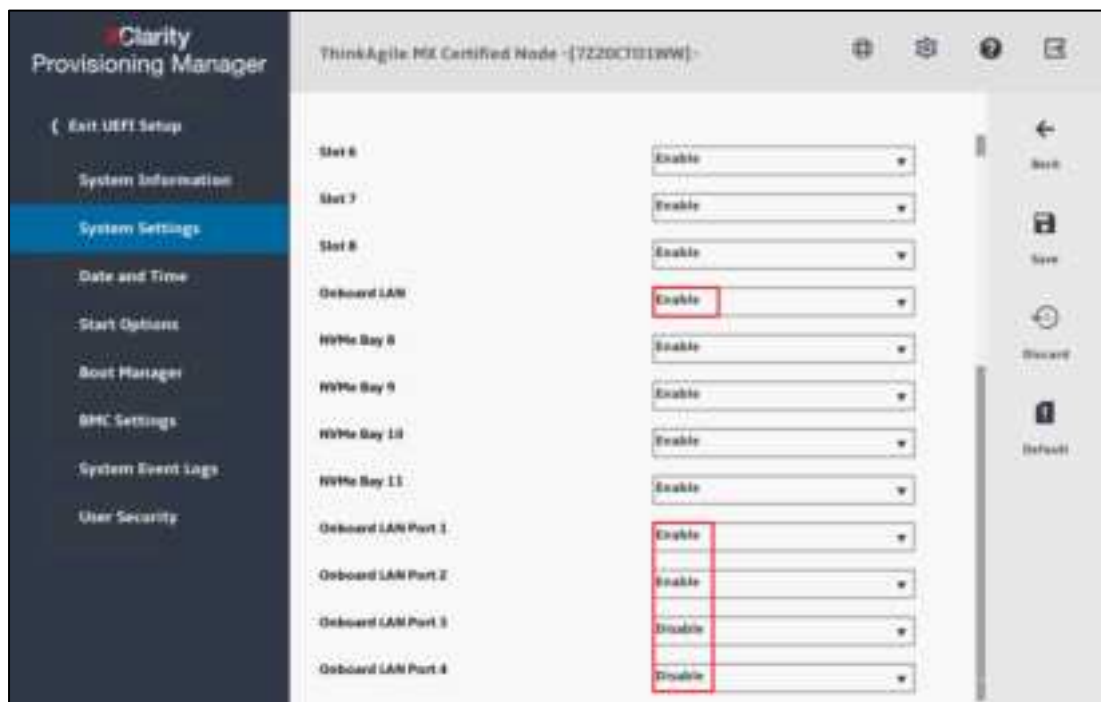 XClarity
Provisioning Manager
ThinkAgile MX Certified Node -[7Z20CTO1WW]-
Exit UEFI Setup
System Information
System Settings
Date and Time
Start Options
Boot Manager
BMC Settings
System Event Logs
User Security
Slot 6 Enable
Slot 7 Enable
Slot 8 Enable
Onboard LAN Enable
NVMe Bay 8 Enable
NVMe Bay 9 Enable
NVMe Bay 10 Enable
NVMe Bay 11 Enable
Onboard LAN Port 1 Enable
Onboard LAN Port 2 Enable
Onboard LAN Port 3 Disable
Onboard LAN Port 4 Disable
Back
Save
Discard
Default